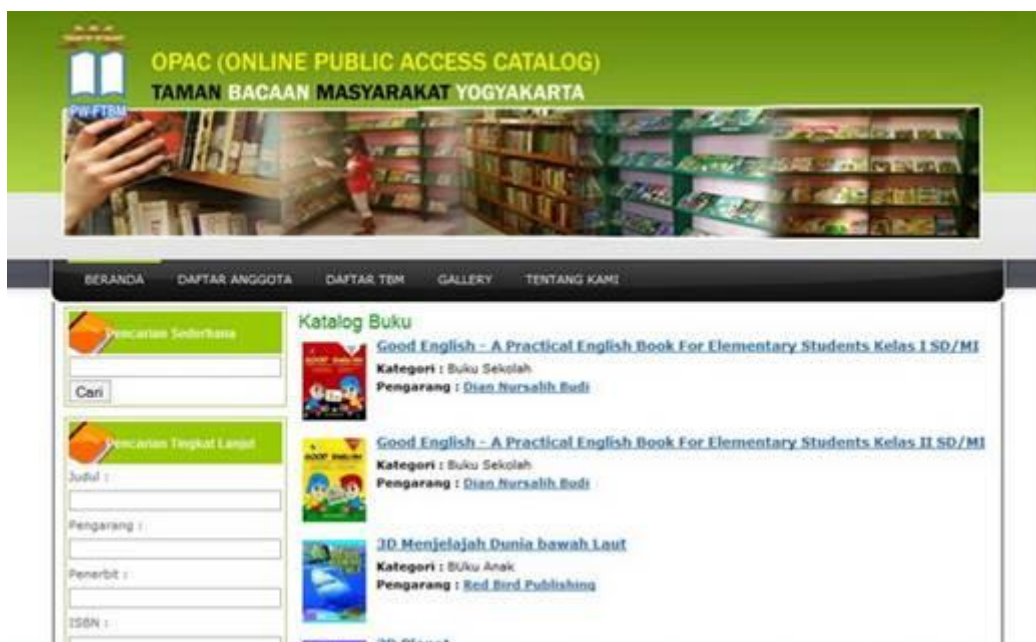 OPAC (ONLINE PUBLIC ACCESS CATALOG)
TAMAN BACAAN MASYARAKAT YOGYAKARTA
PW-FTBM
BERANDA DAFTAR ANGGOTA DAFTAR TBM GALLERY TENTANG KAMI
Pencarian Sederhana
Cari
Pencarian Tingkat Lanjut
Judul :
Pengarang :
Penerbit :
ISBN :
Katalog Buku
Good English - A Practical English Book For Elementary Students Kelas I SD/MI
Kategori : Buku Sekolah
Pengarang : Dian Nursalih Budi
Good English - A Practical English Book For Elementary Students Kelas II SD/MI
Kategori : Buku Sekolah
Pengarang : Dian Nursalih Budi
3D Menjelajah Dunia bawah Laut
Kategori : BUku Anak
Pengarang : Red Bird Publishing
3D Planet